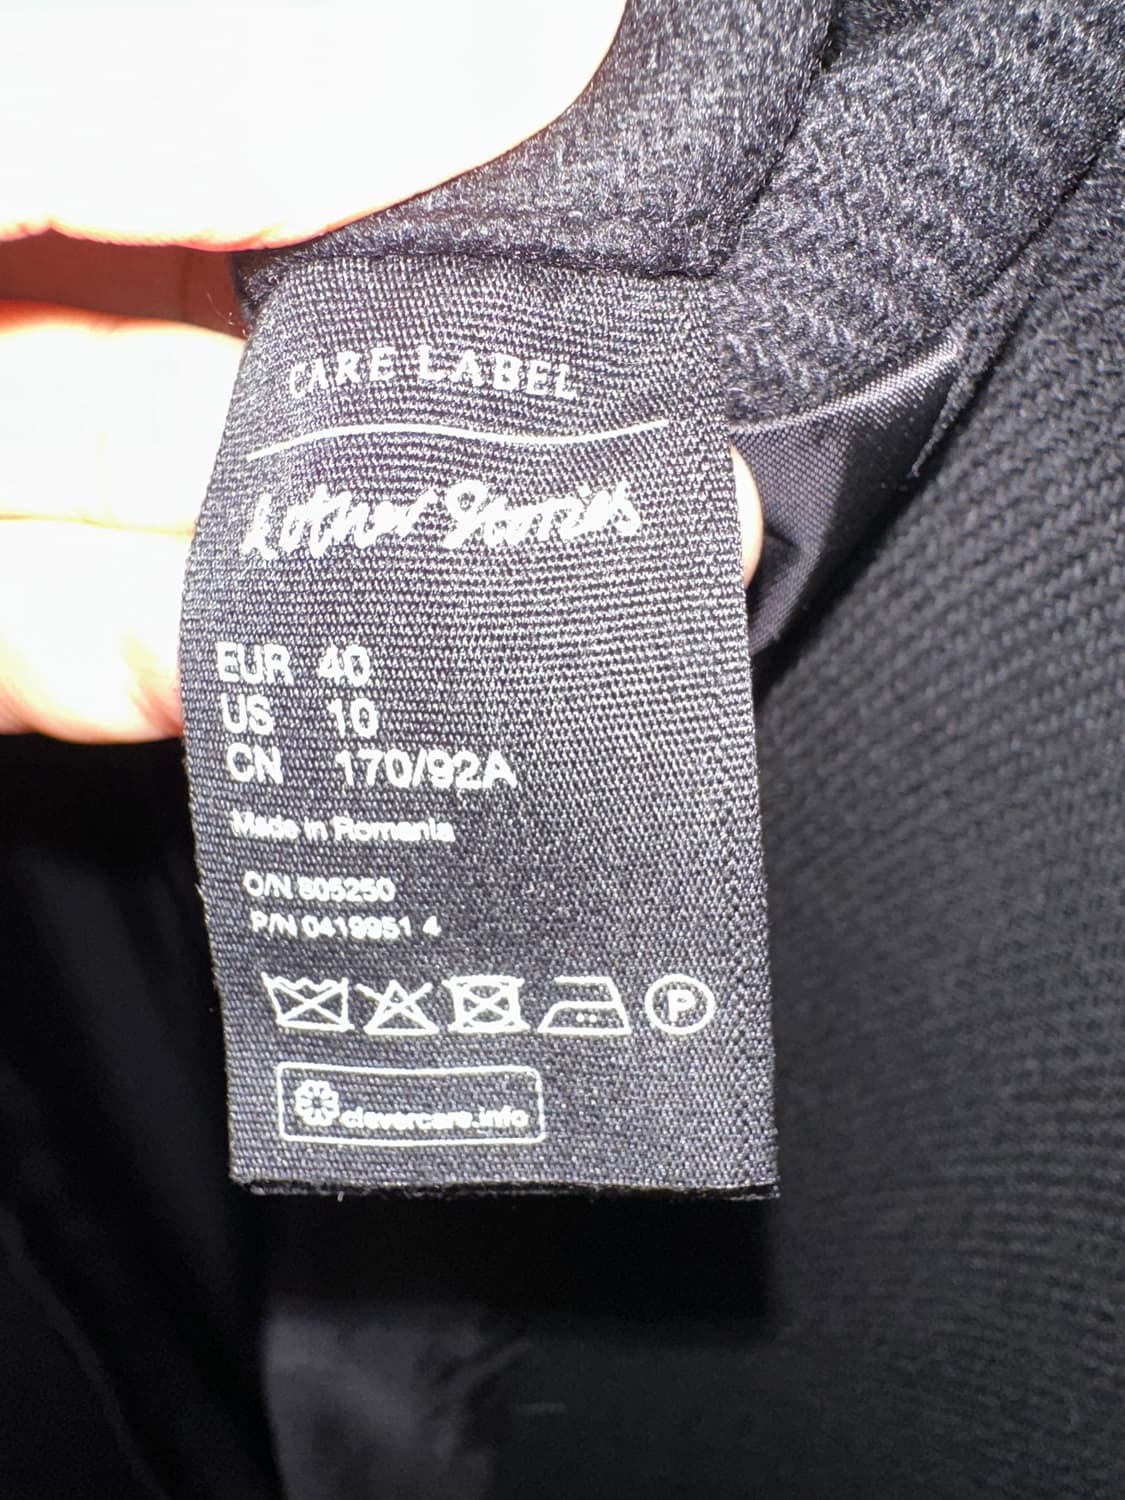 CARE LABEL
& Other Stories
EUR 40
US 10
CN 170/92A
Made in Romania
O/N 805250
P/N 0419951 4
P
clevercare.info